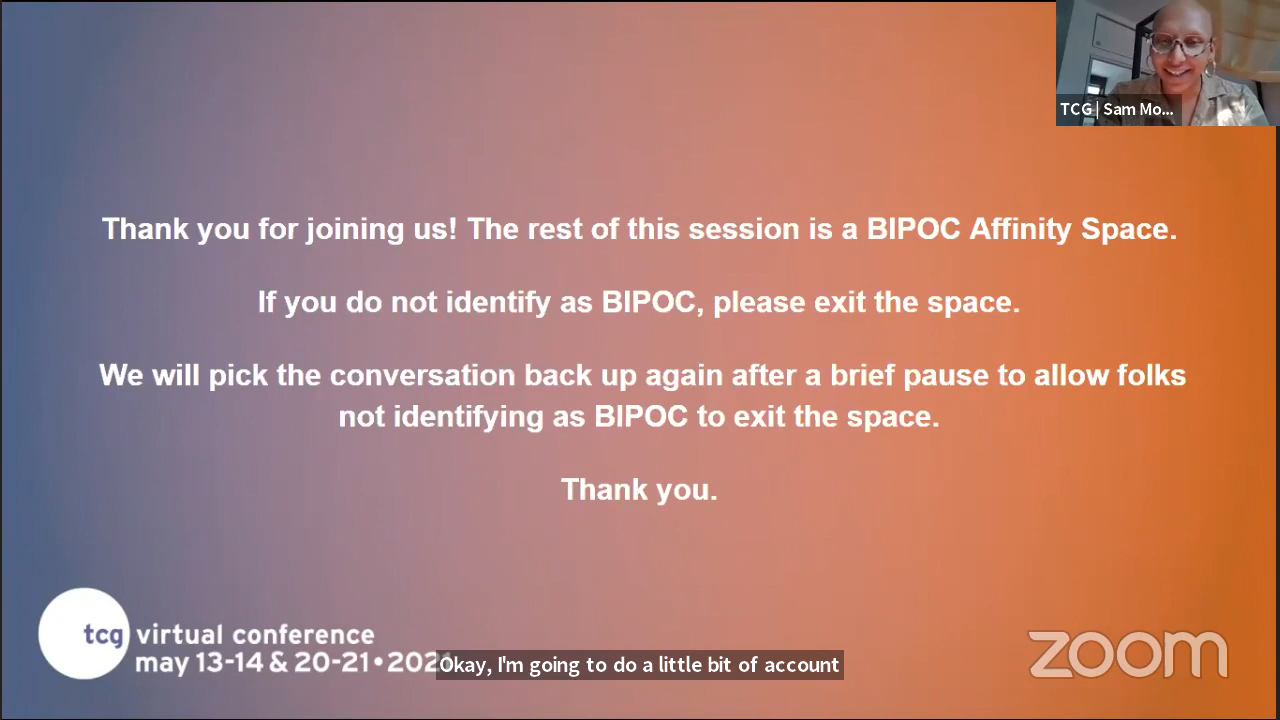 TCG | Sam Mo...
Thank you for joining us! The rest of this session is a BIPOC Affinity Space.
If you do not identify as BIPOC, please exit the space.
We will pick the conversation back up again after a brief pause to allow folks
not identifying as BIPOC to exit the space.
Thank you.
tcg virtual conference
may 13-14 & 20-21 • 2021
Okay, I'm going to do a little bit of account
zoom